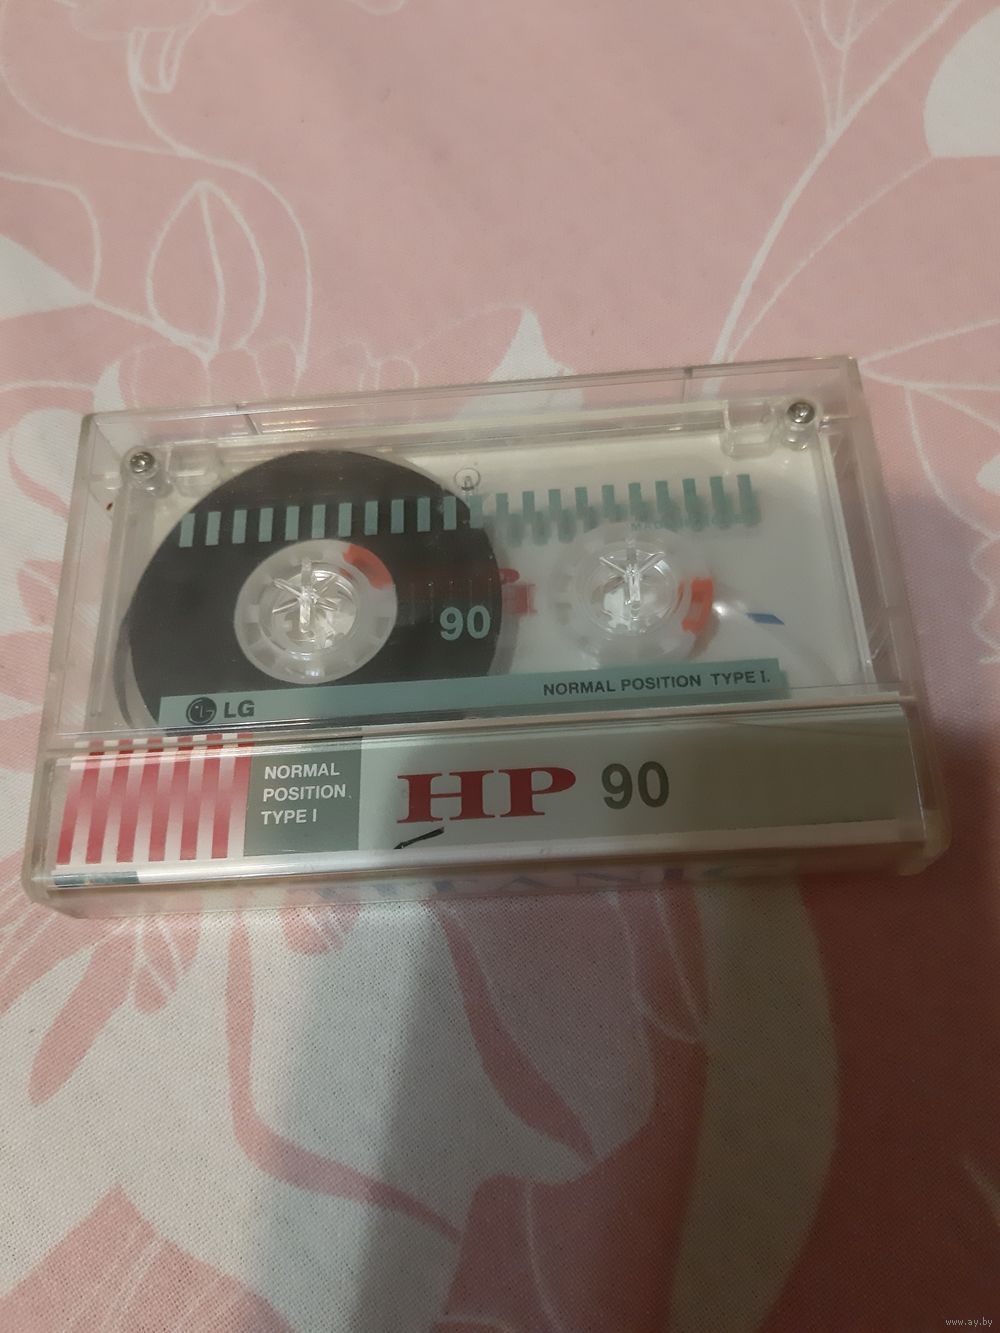 90
NORMAL POSITION TYPE I.
LG
NORMAL
POSITION
TYPE I
HP 90
www.ay.by